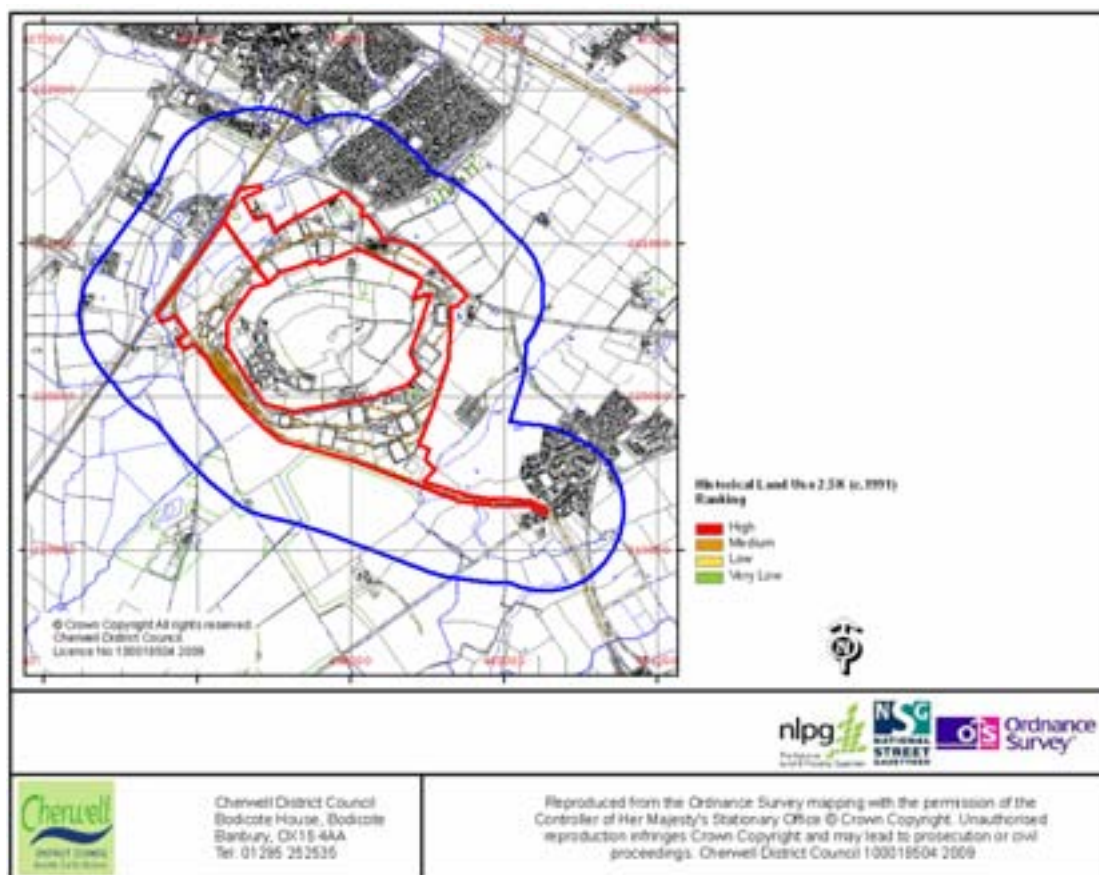 © Crown Copyright All rights reserved
Cherwell District Council
Licence No 100018504 2009
Historical Land Use 2.5K (c.1991)
Ranking
High
Medium
Low
Very Low
N
nlpg
NSG
NATIONAL
STREET
GAZETTEER
Ordnance
Survey
Cherwell
DISTRICT COUNCIL
Cherwell District Council
Bodicote House, Bodicote
Banbury, OX15 4AA
Tel: 01295 252535
Reproduced from the Ordnance Survey mapping with the permission of the
Controller of Her Majesty's Stationary Office © Crown Copyright. Unauthorised
reproduction infringes Crown Copyright and may lead to prosecution or civil
proceedings. Cherwell District Council 100018504 2009